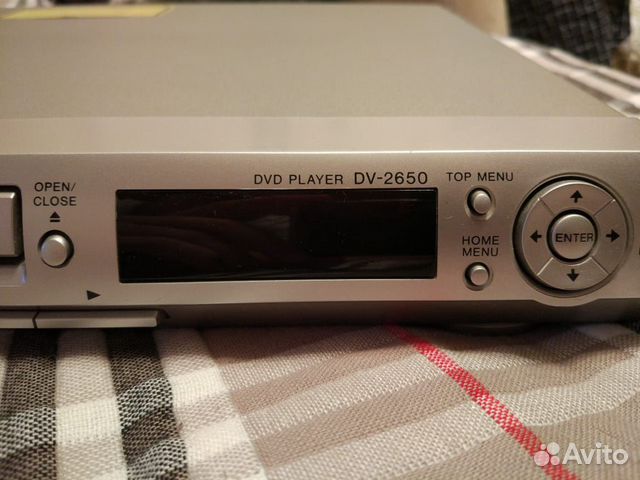 DVD PLAYER DV-2650
TOP MENU
OPEN/
CLOSE
HOME
MENU
ENTER
Avito